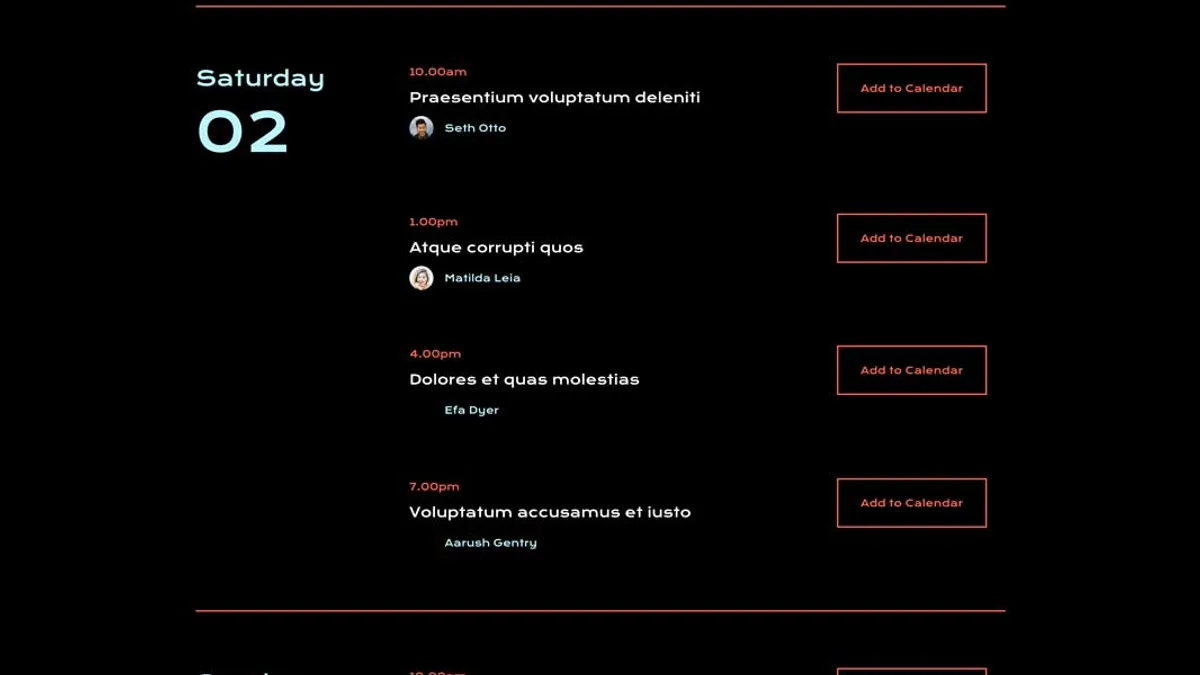 Saturday
02
10.00am
Praesentium voluptatum deleniti
Seth Otto
Add to Calendar
1.00pm
Atque corrupti quos
Matilda Leia
Add to Calendar
4.00pm
Dolores et quas molestias
Efa Dyer
Add to Calendar
7.00pm
Voluptatum accusamus et iusto
Aarush Gentry
Add to Calendar